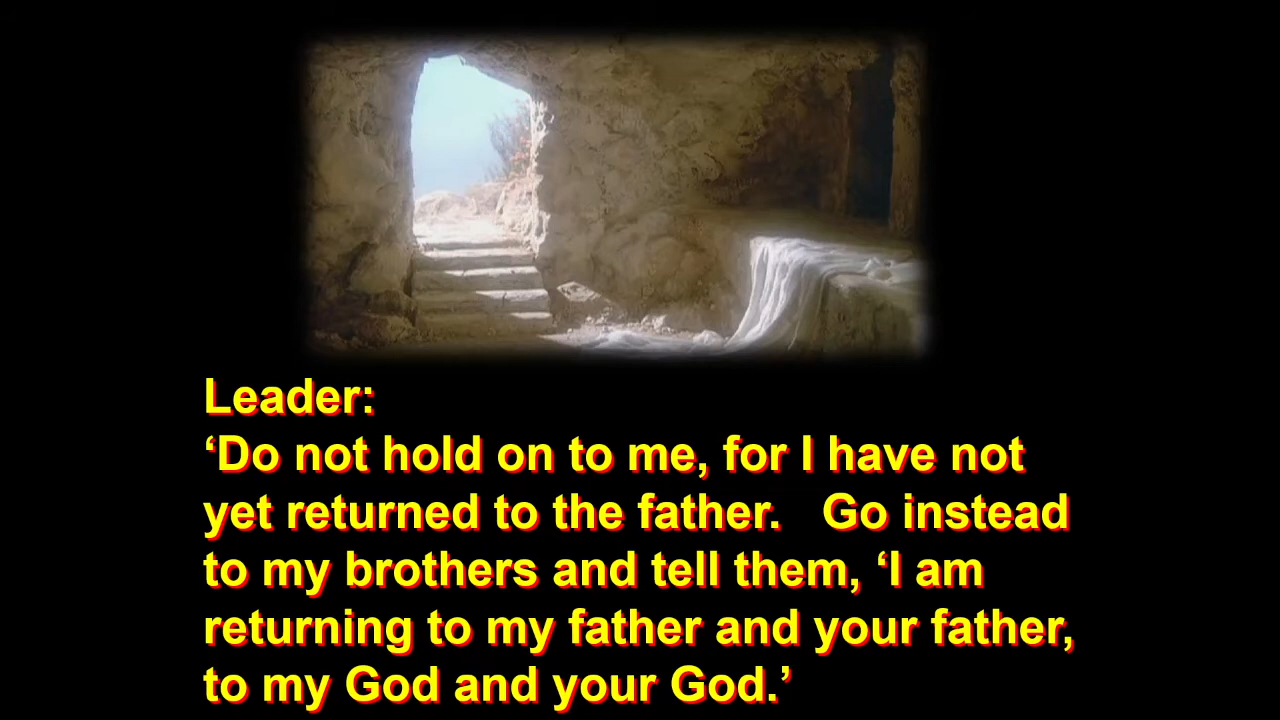 Leader:
‘Do not hold on to me, for I have not
yet returned to the father.   Go instead
to my brothers and tell them, ‘I am
returning to my father and your father,
to my God and your God.’